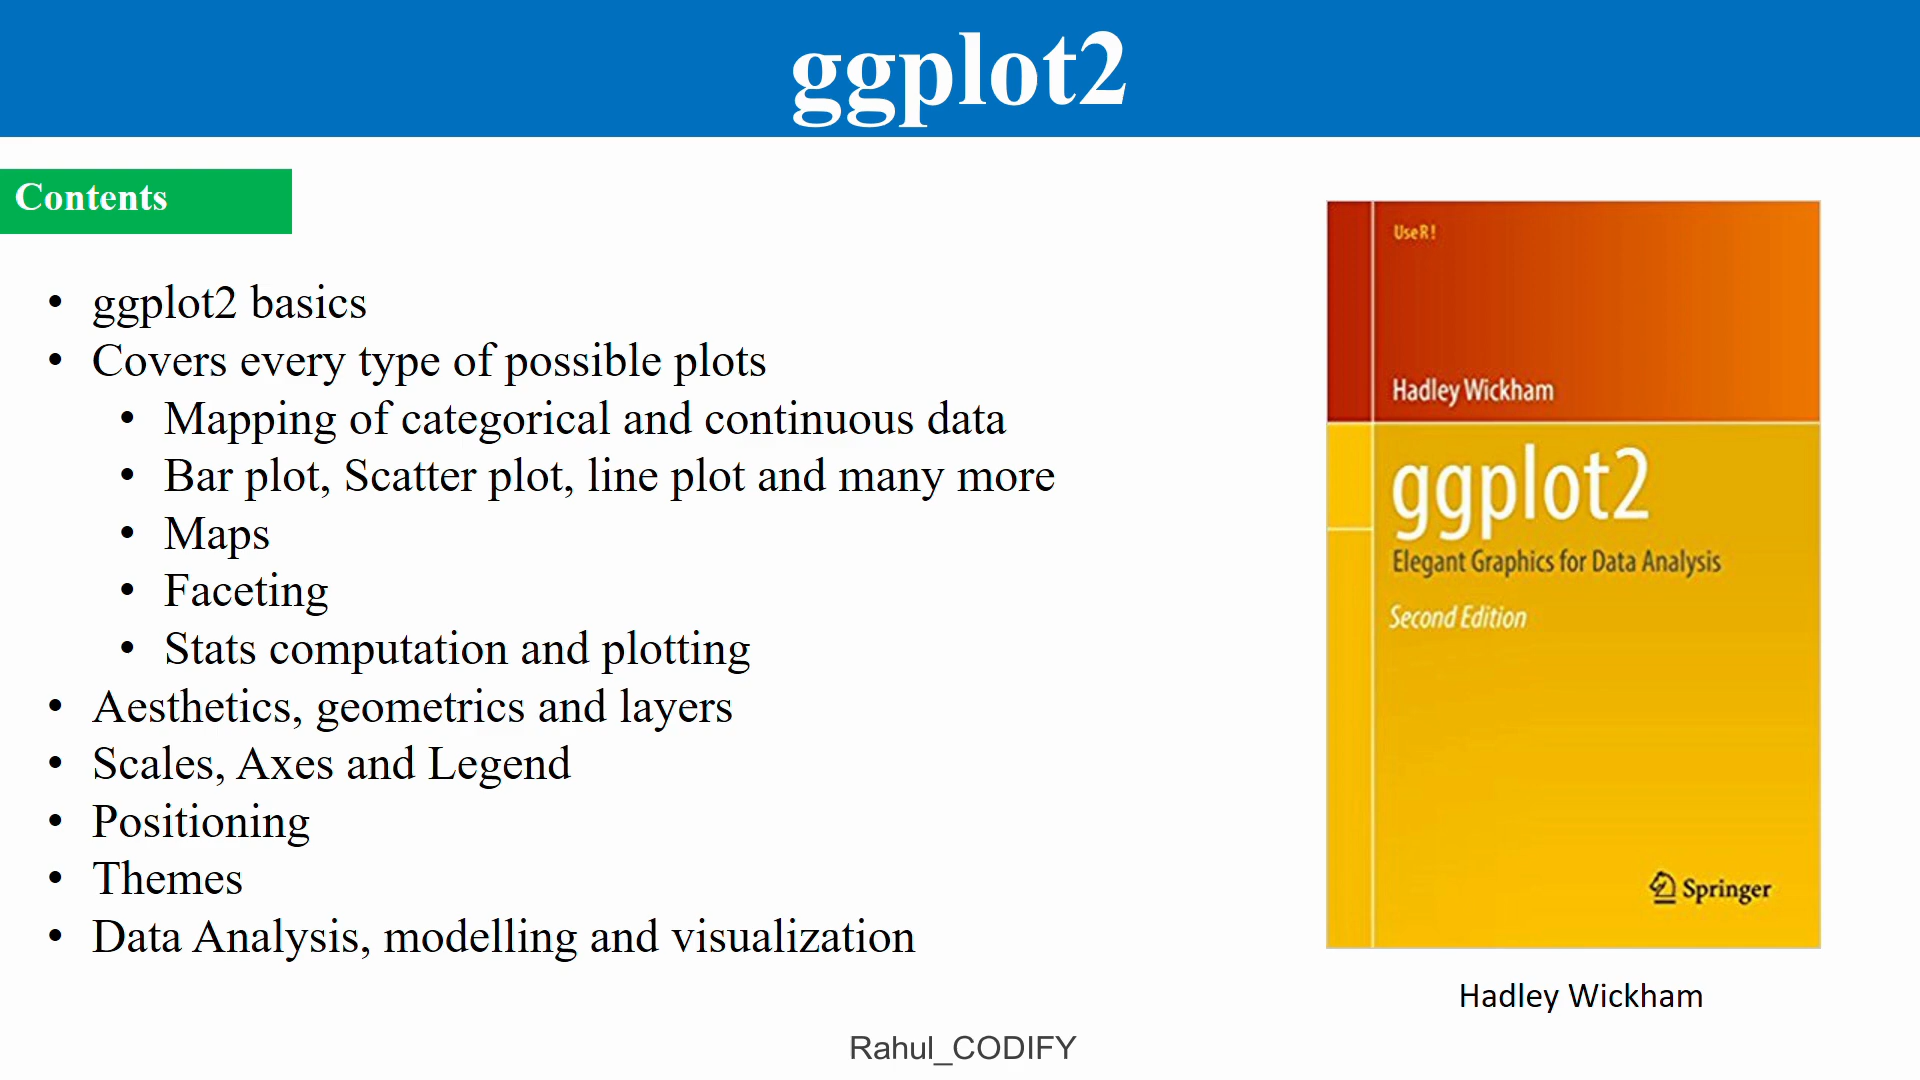 ggplot2
Contents
• ggplot2 basics
• Covers every type of possible plots
• Mapping of categorical and continuous data
• Bar plot, Scatter plot, line plot and many more
• Maps
• Faceting
• Stats computation and plotting
• Aesthetics, geometrics and layers
• Scales, Axes and Legend
• Positioning
• Themes
• Data Analysis, modelling and visualization
Use R!
Hadley Wickham
ggplot2
Elegant Graphics for Data Analysis
Second Edition
Springer
Hadley Wickham
Rahul_CODIFY